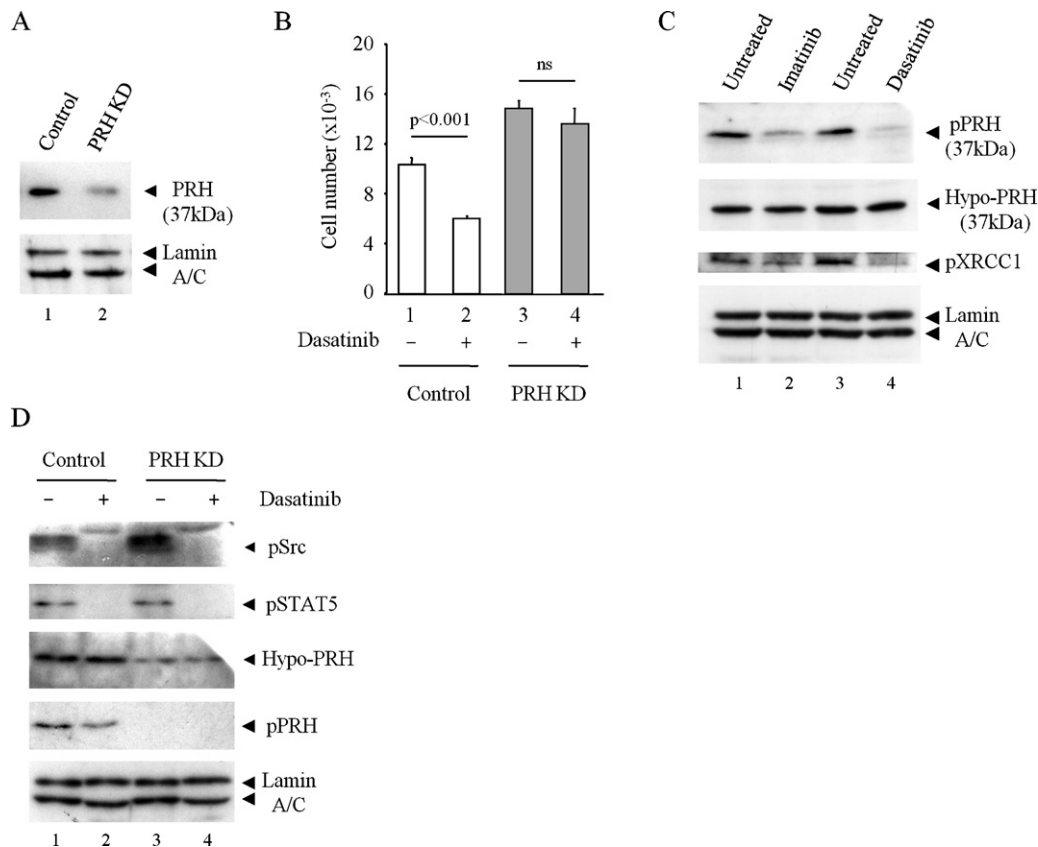 A
Control
PRH KD
PRH
(37kDa)
Lamin
A/C
1 2
B
Cell number (x10⁻³)
20
16
12
8
4
0
p<0.001
ns
1 2 3 4
Dasatinib – + – +
Control PRH KD
C
Untreated
Imatinib
Untreated
Dasatinib
pPRH
(37kDa)
Hypo-PRH
(37kDa)
pXRCC1
Lamin
A/C
1 2 3 4
D
Control PRH KD
– + – + Dasatinib
pSrc
pSTAT5
Hypo-PRH
pPRH
Lamin
A/C
1 2 3 4